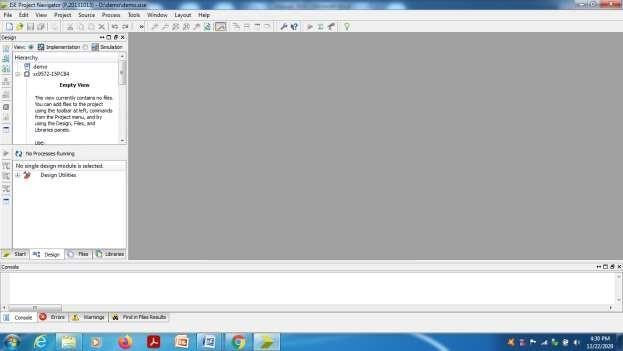 ISE Project Navigator (P.20131013) - D:\demo\demo.xise
File Edit View Project Source Process Tools Window Layout Help
Design
View: Implementation Simulation
Hierarchy
demo
xc9572-15PC84
Empty View
The view currently contains no files.
You can add files to the project
using the toolbar at left, commands
from the Project menu, and by
using the Design, Files, and
Libraries panels.
Use:
No Processes Running
No single design module is selected.
Design Utilities
Start Design Files Libraries
Console
Console Errors Warnings Find in Files Results
4:30 PM
12/22/2020